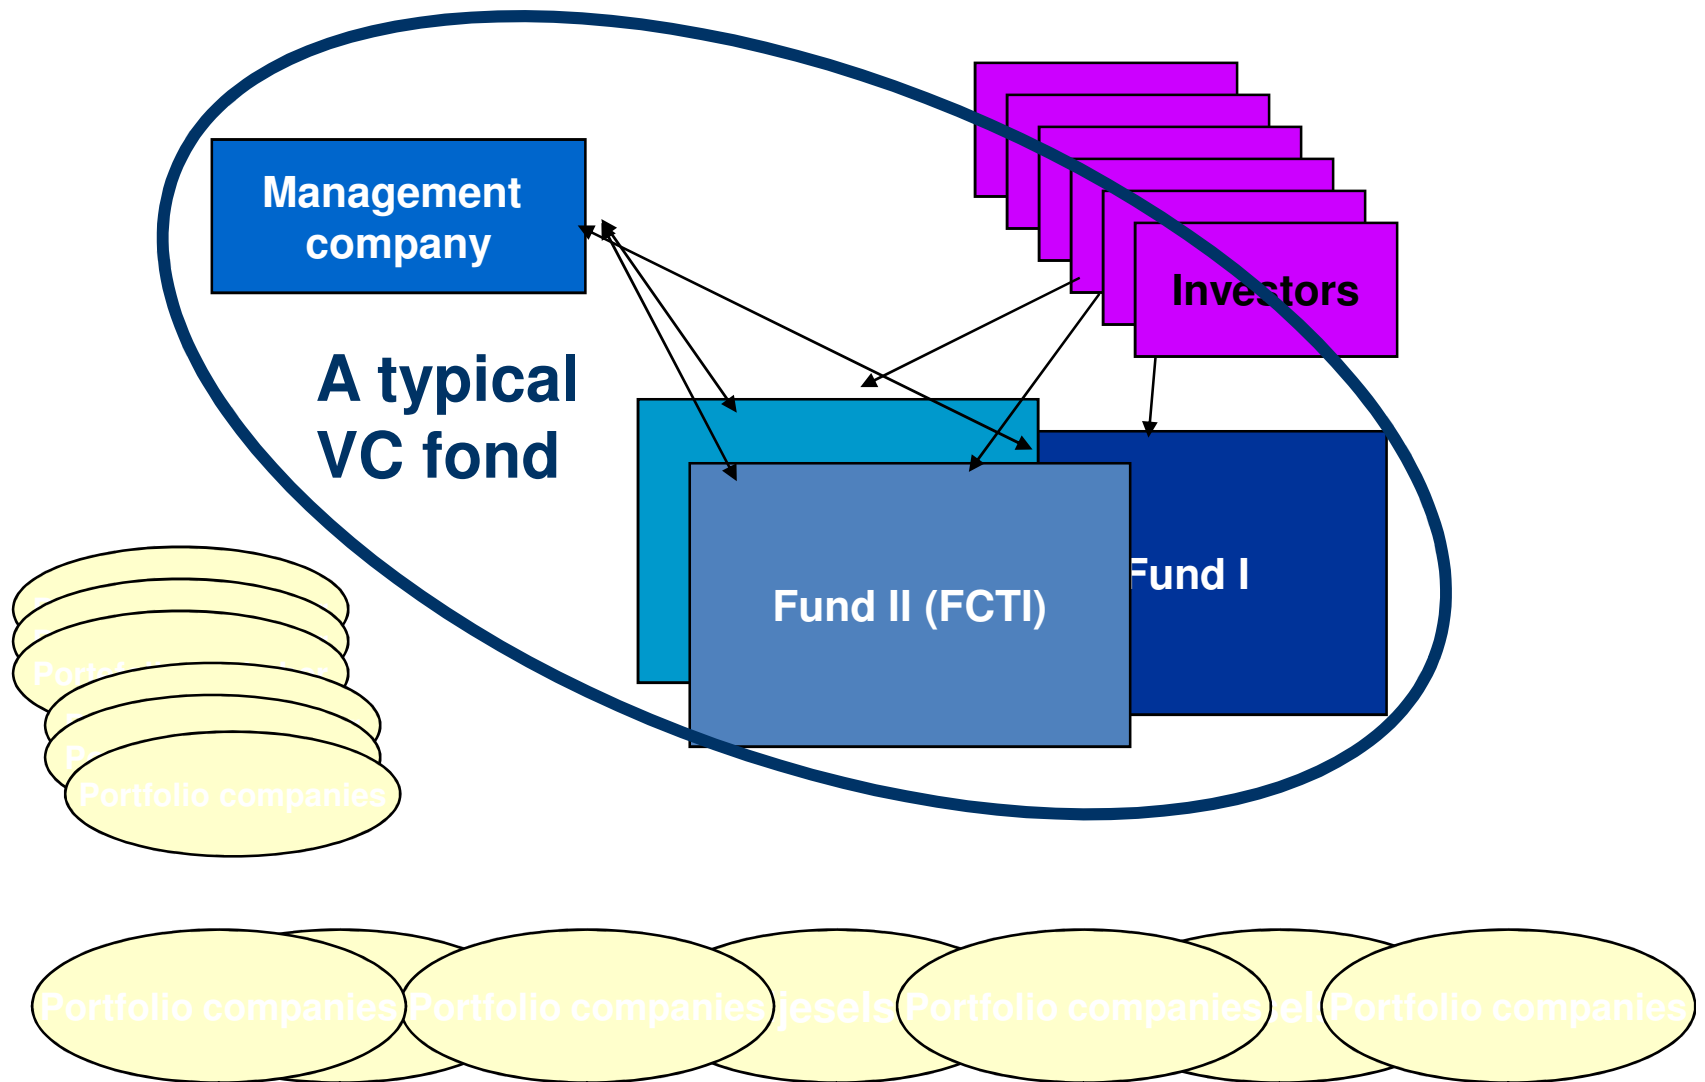 Management
company
Investors
A typical
VC fond
Fund I
Fund II (FCTI)
Portfolio companies
Portfolio companies
Portfolio companies
Portfolio companies
Portfolio companies